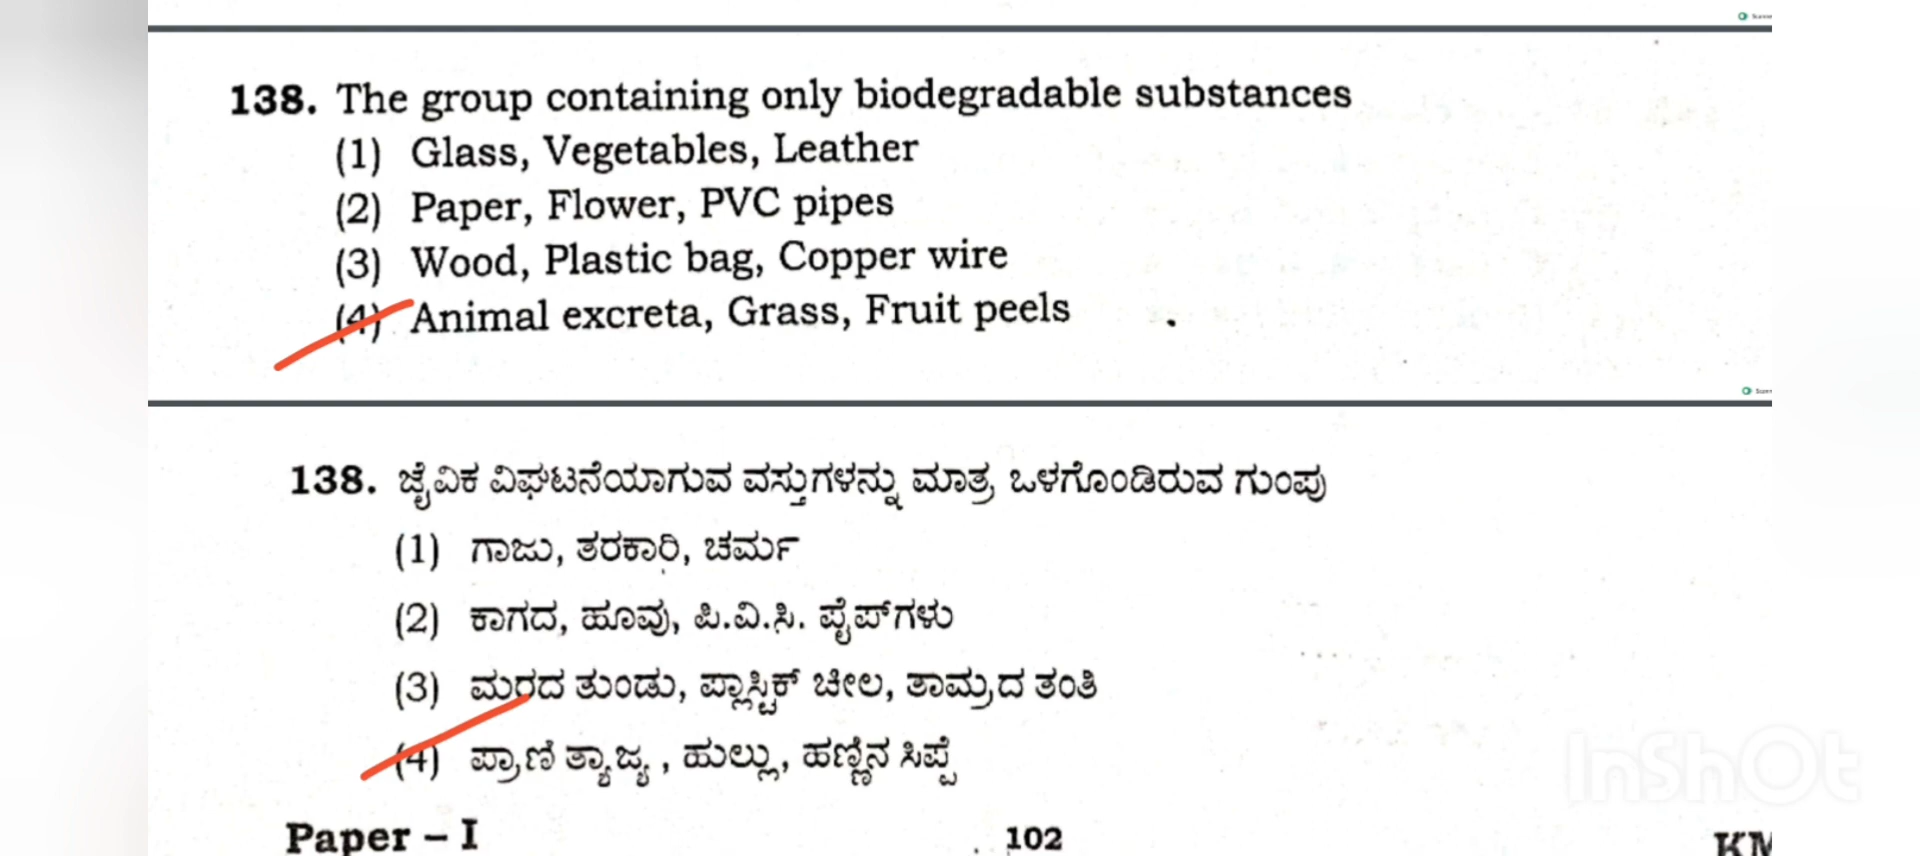 138. The group containing only biodegradable substances
(1) Glass, Vegetables, Leather
(2) Paper, Flower, PVC pipes
(3) Wood, Plastic bag, Copper wire
(4) Animal excreta, Grass, Fruit peels
138. ಜೈವಿಕ ವಿಘಟನೆಯಾಗುವ ವಸ್ತುಗಳನ್ನು ಮಾತ್ರ ಒಳಗೊಂಡಿರುವ ಗುಂಪು
(1) ಗಾಜು, ತರಕಾರಿ, ಚರ್ಮ
(2) ಕಾಗದ, ಹೂವು, ಪಿ.ವಿ.ಸಿ. ಪೈಪ್‌ಗಳು
(3) ಮರದ ತುಂಡು, ಪ್ಲಾಸ್ಟಿಕ್ ಚೀಲ, ತಾಮ್ರದ ತಂತಿ
(4) ಪ್ರಾಣಿ ತ್ಯಾಜ್ಯ, ಹುಲ್ಲು, ಹಣ್ಣಿನ ಸಿಪ್ಪೆ
InShOt
Paper – I 102